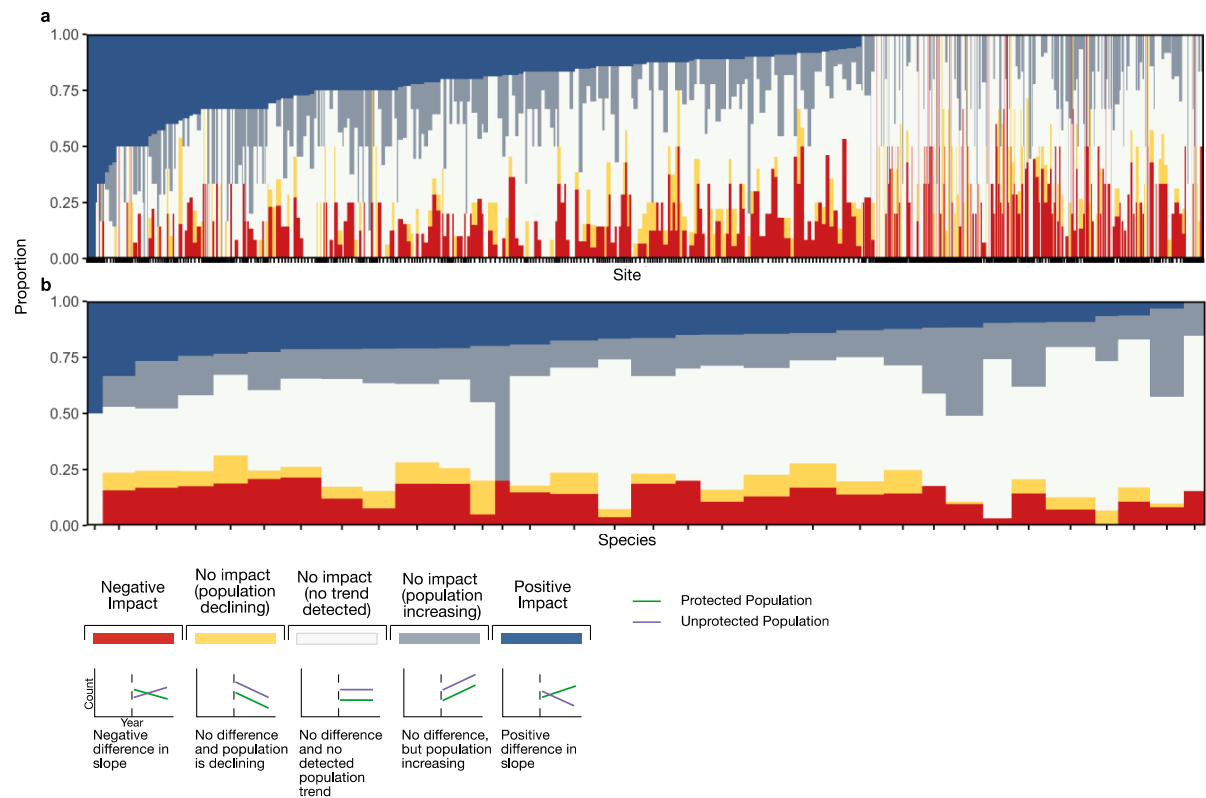 a
1.00
0.75
0.50
0.25
0.00
Site
Proportion
b
1.00
0.75
0.50
0.25
0.00
Species
Negative
Impact
No impact
(population
declining)
No impact
(no trend
detected)
No impact
(population
increasing)
Positive
Impact
Protected Population
Unprotected Population
Count
Year
Negative
difference in
slope
No difference
and population
is declining
No difference
and no
detected
population
trend
No difference,
but population
increasing
Positive
difference in
slope